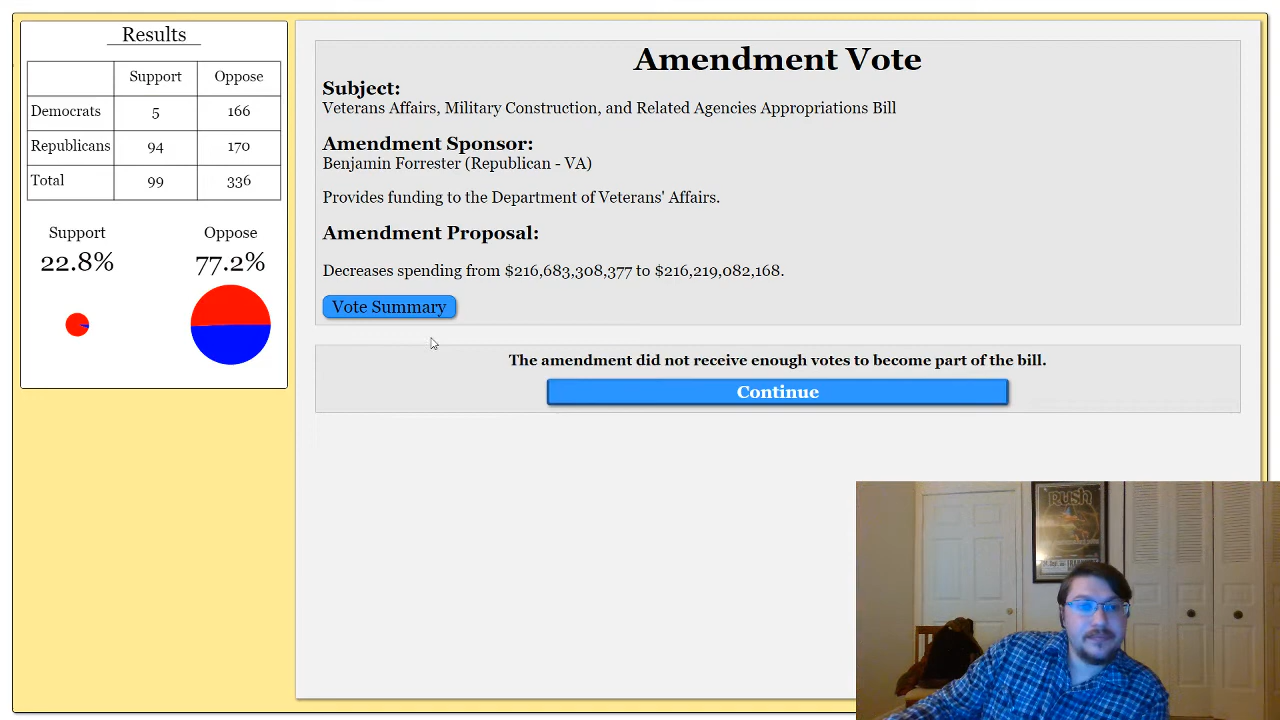 Results
Support Oppose
Democrats 5 166
Republicans 94 170
Total 99 336
Support Oppose
22.8% 77.2%
Amendment Vote
Subject:
Veterans Affairs, Military Construction, and Related Agencies Appropriations Bill
Amendment Sponsor:
Benjamin Forrester (Republican - VA)
Provides funding to the Department of Veterans' Affairs.
Amendment Proposal:
Decreases spending from $216,683,308,377 to $216,219,082,168.
Vote Summary
The amendment did not receive enough votes to become part of the bill.
Continue
RUSH